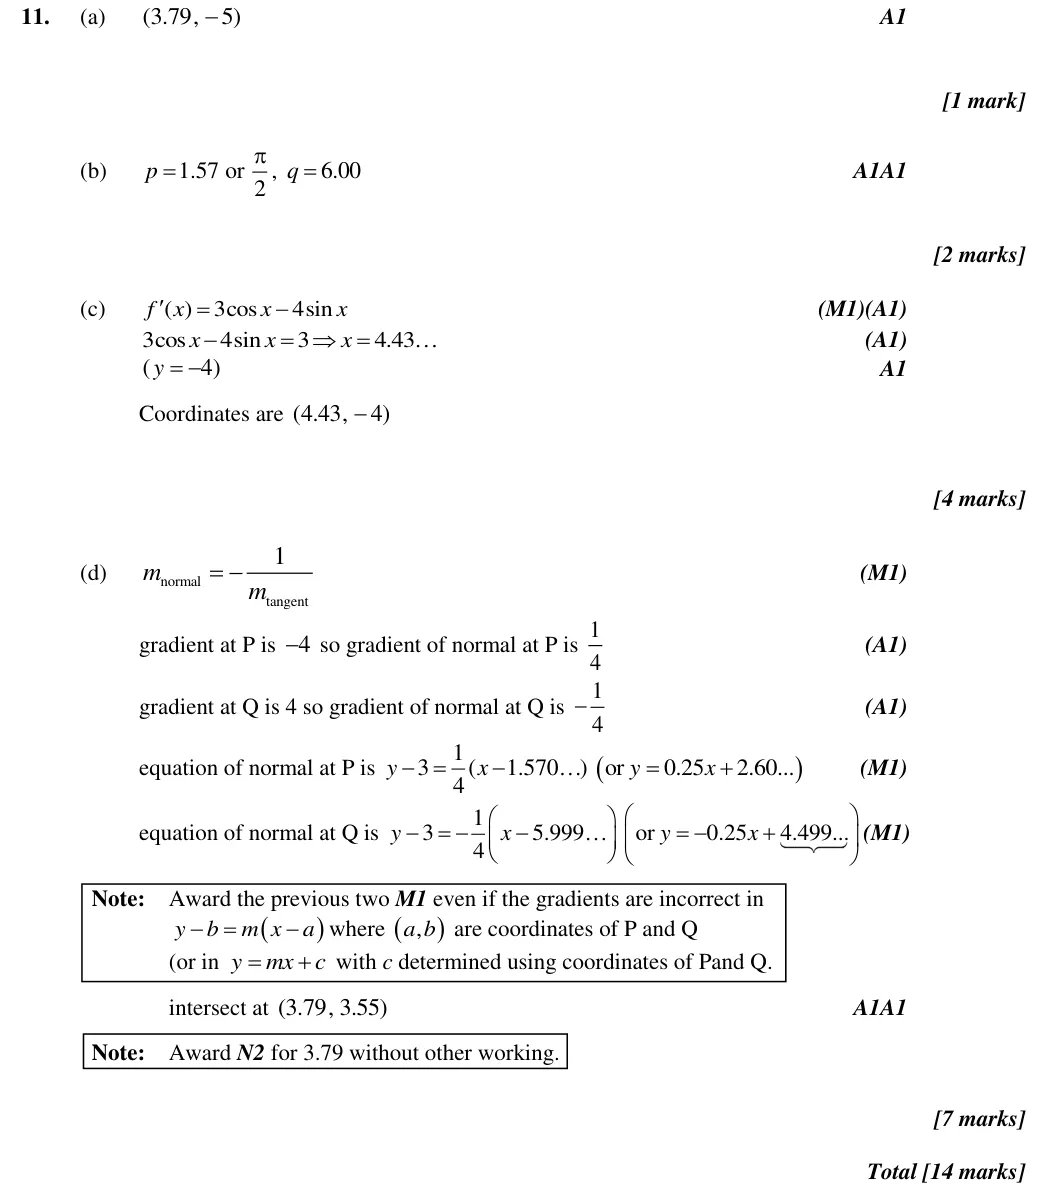 11. (a) (3.79, −5) A1
[1 mark]
(b) p = 1.57 or π/2, q = 6.00 A1A1
[2 marks]
(c) f′(x) = 3cos x − 4sin x (M1)(A1)
3cos x − 4sin x = 3 ⇒ x = 4.43… (A1)
(y = −4) A1
Coordinates are (4.43, −4)
[4 marks]
(d) m_normal = − 1/m_tangent (M1)
gradient at P is −4 so gradient of normal at P is 1/4 (A1)
gradient at Q is 4 so gradient of normal at Q is −1/4 (A1)
equation of normal at P is y − 3 = 1/4 (x − 1.570…) (or y = 0.25x + 2.60...) (M1)
equation of normal at Q is y − 3 = −1/4 (x − 5.999…) (or y = −0.25x + 4.499...) (M1)
Note: Award the previous two M1 even if the gradients are incorrect in
y − b = m(x − a) where (a, b) are coordinates of P and Q
(or in y = mx + c with c determined using coordinates of Pand Q.
intersect at (3.79, 3.55) A1A1
Note: Award N2 for 3.79 without other working.
[7 marks]
Total [14 marks]